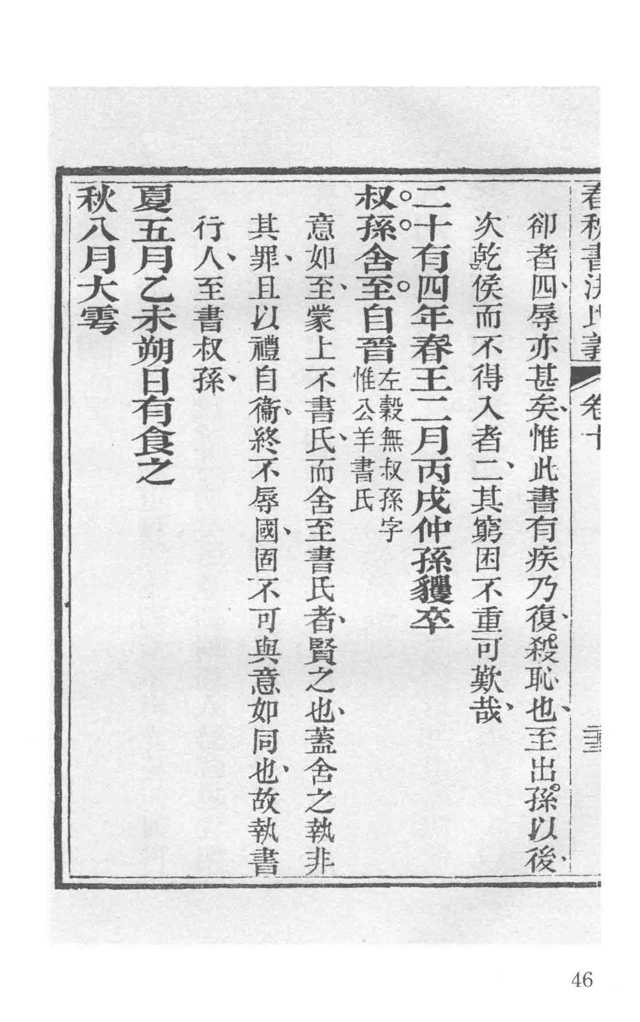 春秋書法氏義 卷十 三
卻者四辱亦甚矣、惟此書有疾乃復。殺恥也、至出。孫以後、
次乾侯而不得入者二、其窮困不重可歎哉、
二十有四年春王二月丙戌仲孫貜卒
叔孫舍至自晉左穀無叔孫字
惟公羊書氏
意如至、蒙上不書氏、而舍至書氏者、賢之也、蓋舍之執非
其罪、且以禮自衞、終不辱國、固不可與意如同也、故執書
行人、至書叔孫、
夏五月乙未朔日有食之
秋八月大雩